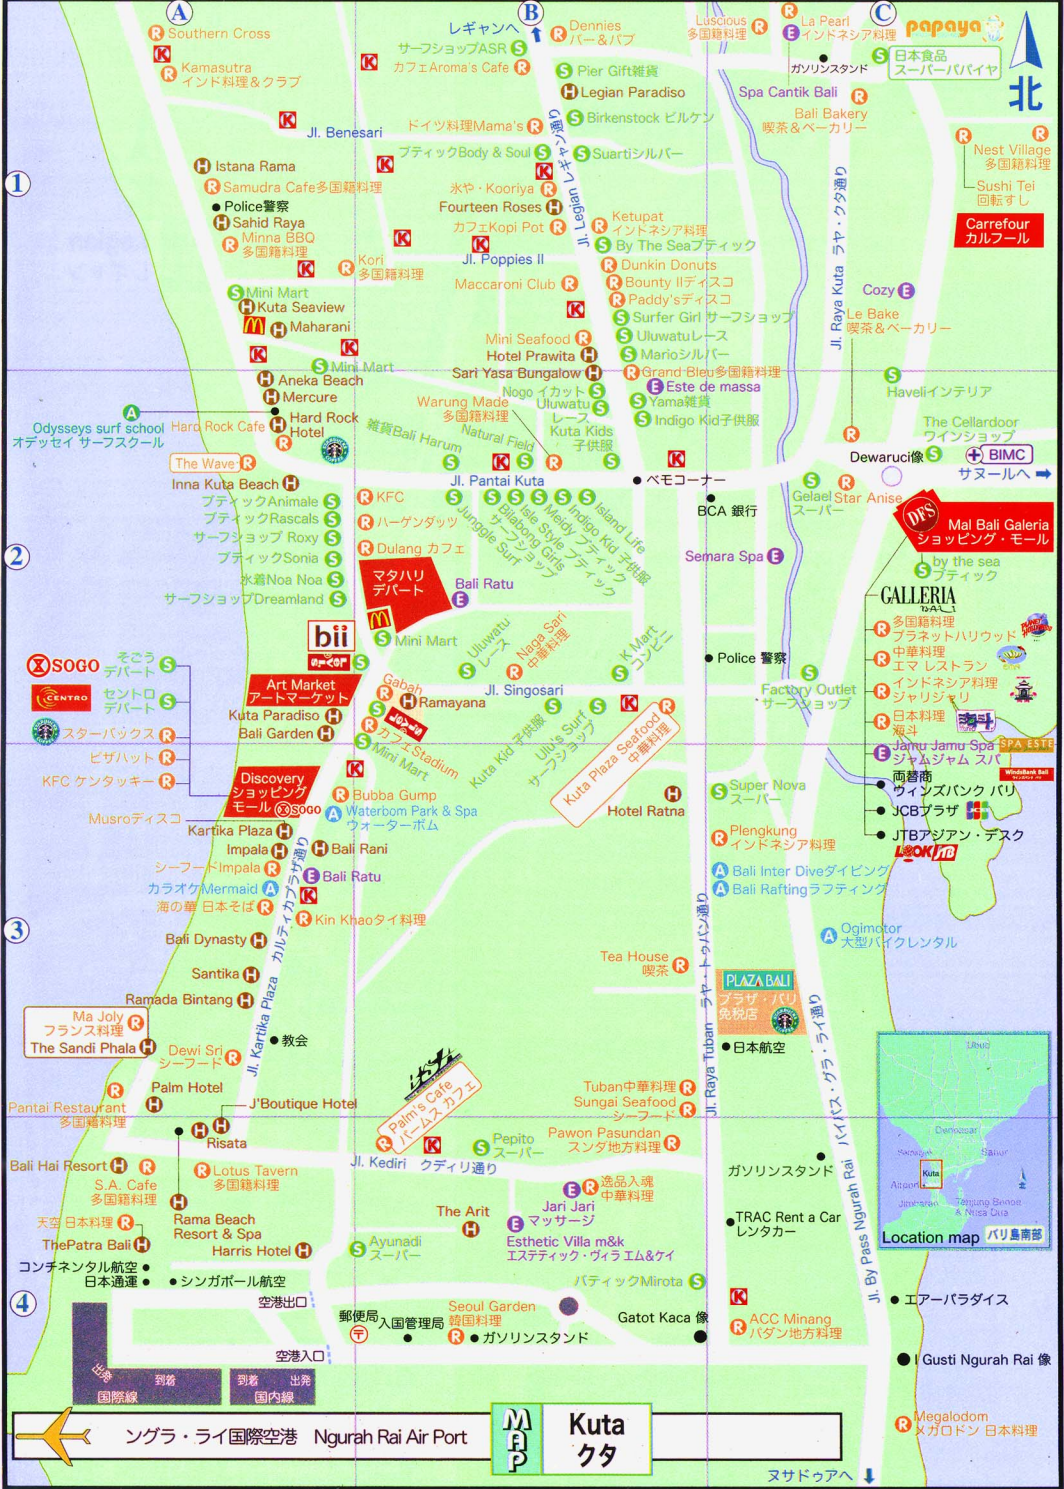 A
B
C
レギャンへ
Southern Cross
Kamasutra
インド料理＆クラブ
サーフショップASR
カフェAroma's Cafe
Dennies
バー＆パブ
Luscious
多国籍料理
La Pearl
インドネシア料理
papaya
日本食品
スーパーパパイヤ
ガソリンスタンド
北
Pier Gift雑貨
Legian Paradiso
Spa Cantik Bali
Bali Bakery
喫茶＆ベーカリー
Birkenstock ビルケン
ドイツ料理Mama's
Jl. Benesari
ブティックBody & Soul
Suartiシルバー
Jl. Legian レギャン通り
Jl. Raya Kuta ラヤ・クタ通り
Nest Village
多国籍料理
Sushi Tei
回転すし
Carrefour
カルフール
1
Istana Rama
Samudra Cafe多国籍料理
Police警察
Sahid Raya
Minna BBQ
多国籍料理
Kori
多国籍料理
氷や・Kooriya
Fourteen Roses
カフェKopi Pot
Ketupat
インドネシア料理
By The Seaブティック
Jl. Poppies II
Dunkin Donuts
Bounty IIディスコ
Paddy'sディスコ
Maccaroni Club
Surfer Girl サーフショップ
Uluwatuレース
Marioシルバー
Mini Seafood
Hotel Prawita
Sari Yasa Bungalow
Grand Bleu多国籍料理
Este de massa
Cozy
Le Bake
喫茶＆ベーカリー
Mini Mart
Kuta Seaview
Maharani
Mini Mart
Aneka Beach
Mercure
Hard Rock Cafe
Hard Rock
Hotel
Odysseys surf school
オデッセイ サーフスクール
Nogo イカット
Uluwatu
レース
Kuta Kids
子供服
Yama雑貨
Indigo Kid子供服
Warung Made
多国籍料理
雑貨Bali Harum
Natural Field
Haveliインテリア
The Cellardoor
ワインショップ
Dewaruci像
BIMC
サヌールへ
The Wave
Inna Kuta Beach
Jl. Pantai Kuta
ベモコーナー
BCA 銀行
Gelael
スーパー
Star Anise
DFS
Mal Bali Galeria
ショッピング・モール
by the sea
ブティック
2
ブティックAnimale
ブティックRascals
サーフショップ Roxy
ブティックSonia
水着Noa Noa
サーフショップDreamland
KFC
ハーゲンダッツ
Dulang カフェ
Jungle Surf
Bilabong Girls
サーフショップ
Isle Style ブティック
Meidy ブティック
Indigo Kid 子供服
Island Life
Semara Spa
マタハリ
デパート
Bali Ratu
Mini Mart
bii
Uluwatu
レース
Naga Sari
中華料理
K Mart
コンビニ
Police 警察
GALLERIA
BALI
多国籍料理
プラネットハリウッド
中華料理
エマ レストラン
インドネシア料理
ジャリジャリ
日本料理
海斗
Jamu Jamu Spa
ジャムジャム スパ
SPA ESTE
両替商
ウィンズバンク バリ
WindsBank Bali
JCBプラザ
JCB
JTBアジアン・デスク
LOOK JTB
SOGO
そごう
デパート
CENTRO
セントロ
デパート
スターバックス
ピザハット
KFC ケンタッキー
Art Market
アートマーケット
Kuta Paradiso
Bali Garden
Gabah
Ramayana
カフェStadium
Mini Mart
Jl. Singosari
Kuta Kid 子供服
Ulu's Surf
サーフショップ
Kuta Plaza Seafood
中華料理
Factory Outlet
サーフショップ
Discovery
ショッピング
モール
SOGO
Bubba Gump
Waterbom Park & Spa
ウォーターボム
Musroディスコ
Kartika Plaza
Impala
Bali Rani
シーフードImpala
Bali Ratu
カラオケMermaid
海の華 日本そば
Kin Khaoタイ料理
Hotel Ratna
Super Nova
スーパー
Plengkung
インドネシア料理
Bali Inter Diveダイビング
Bali Raftingラフティング
3
Bali Dynasty
Santika
Ramada Bintang
Jl. Kartika Plaza カルティカプラザ通り
Ogimotor
大型バイクレンタル
Tea House
喫茶
Jl. Raya Tuban ラヤ・トゥバン通り
PLAZA BALI
プラザ・バリ
免税店
日本航空
Ma Joly
フランス料理
The Sandi Phala
Dewi Sri
シーフード
教会
Pantai Restaurant
多国籍料理
Palm Hotel
J'Boutique Hotel
Risata
Palm's Cafe
パームス カフェ
Tuban中華料理
Sungai Seafood
シーフード
Pawon Pasundan
スンダ地方料理
Pepito
スーパー
Jl. Kediri クディリ通り
Jl. By Pass Ngurah Rai バイパス・グラ・ライ通り
ガソリンスタンド
Ubud
Denpasar
Sanur
Kuta
Airport
Jimbaran
Tanjung Benoa
& Nusa Dua
Location map
バリ島南部
Bali Hai Resort
S.A. Cafe
多国籍料理
Lotus Tavern
多国籍料理
天空 日本料理
ThePatra Bali
Rama Beach
Resort & Spa
Harris Hotel
The Arit
Ayunadi
スーパー
逸品入魂
中華料理
Jari Jari
マッサージ
Esthetic Villa m&k
エステティック・ヴィラ エム＆ケイ
TRAC Rent a Car
レンタカー
コンチネンタル航空
日本通運
シンガポール航空
バティックMirota
4
空港出口
空港入口
郵便局
入国管理局
Seoul Garden
韓国料理
ガソリンスタンド
Gatot Kaca 像
ACC Minang
パダン地方料理
エアーパラダイス
I Gusti Ngurah Rai 像
出発
到着
国際線
到着
出発
国内線
Megalodom
メガロドン 日本料理
ングラ・ライ国際空港 Ngurah Rai Air Port
MAP
Kuta
クタ
ヌサドゥアへ